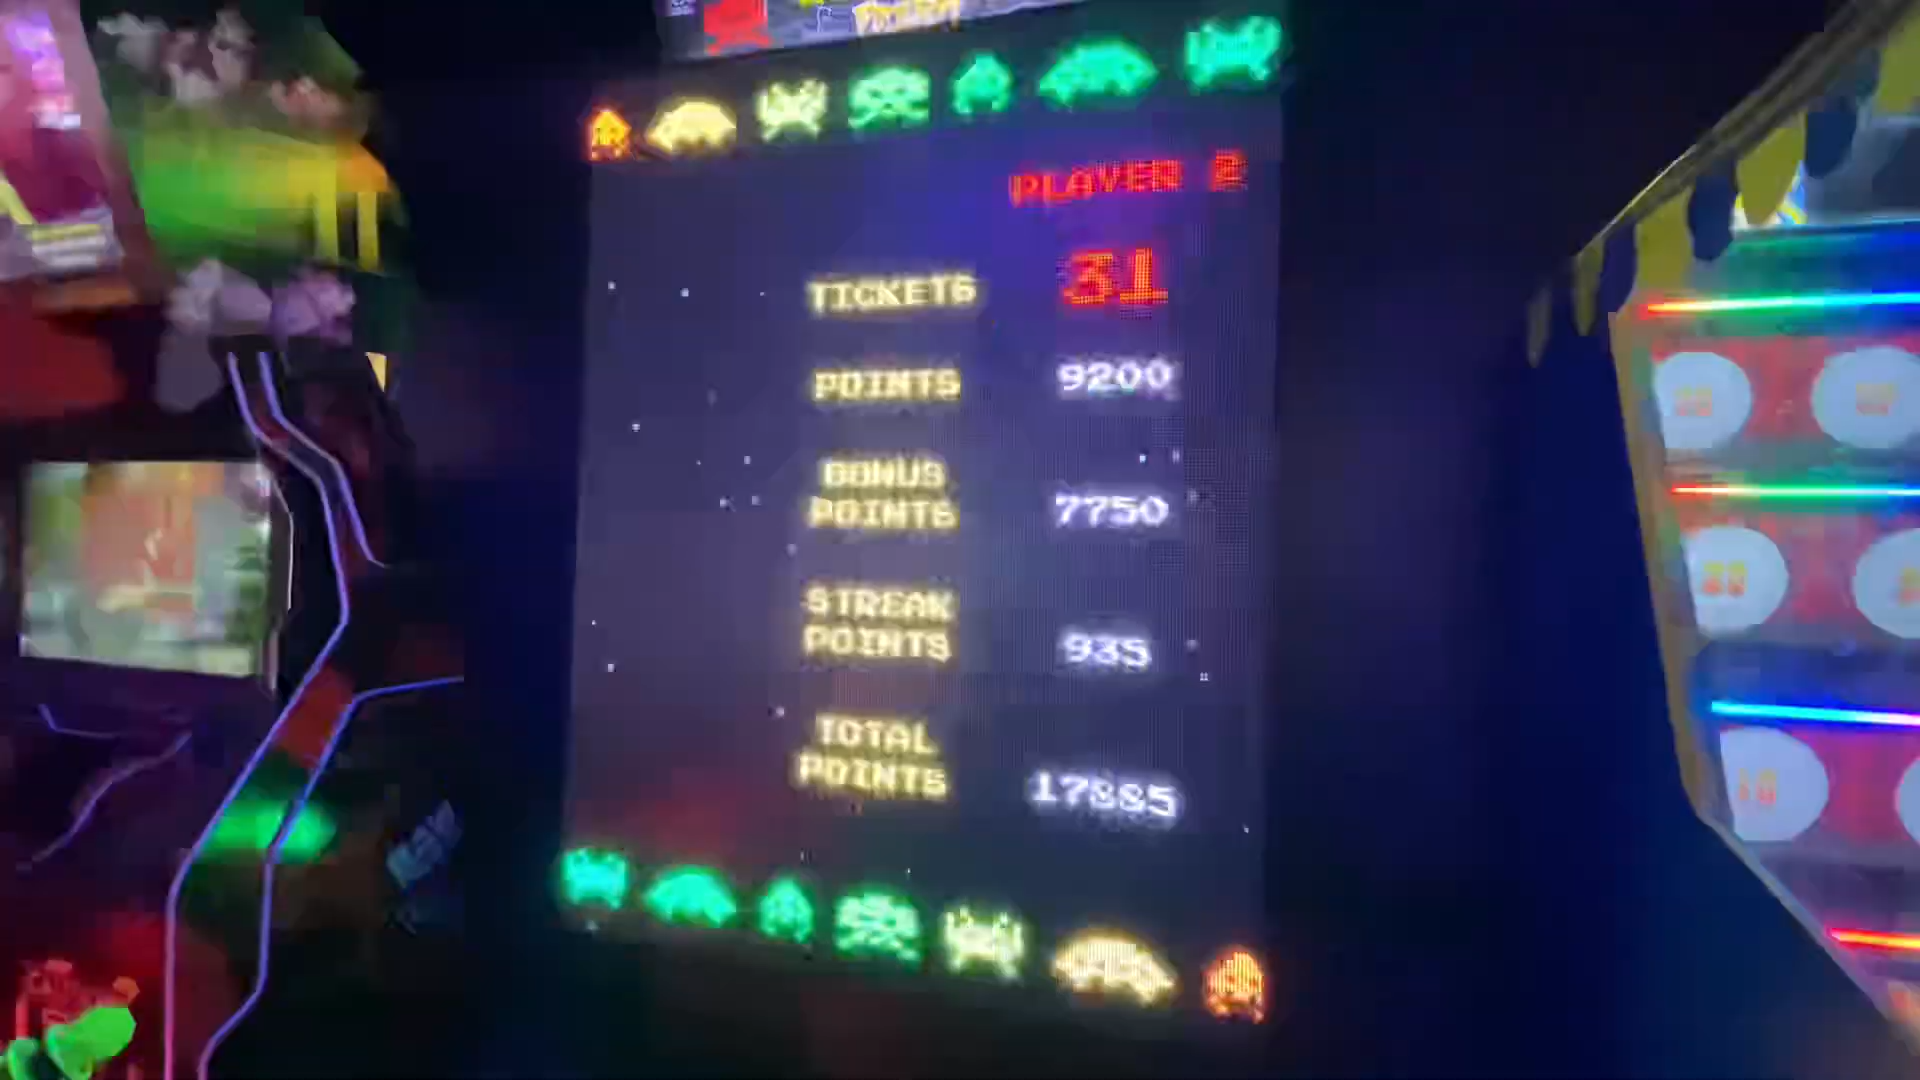 PLAYER 2
TICKETS 31
POINTS 9200
BONUS
POINTS 7750
STREAK
POINTS 935
TOTAL
POINTS 17885